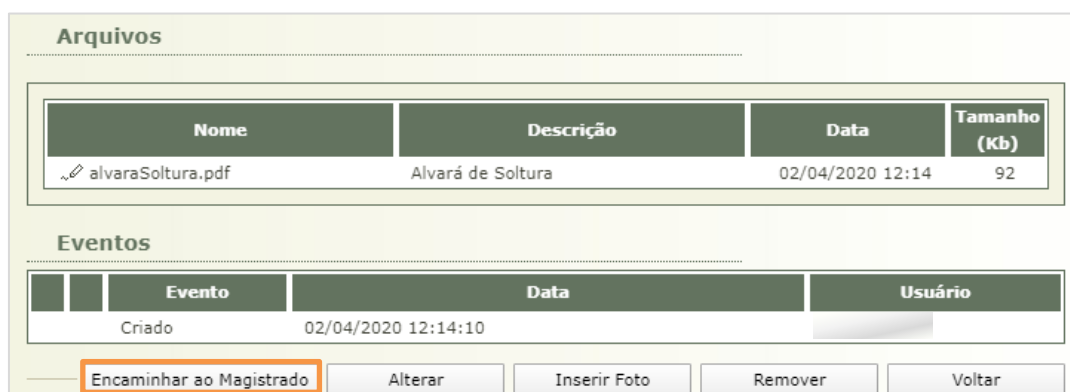 Arquivos
Nome Descrição Data Tamanho (Kb)
alvaraSoltura.pdf Alvará de Soltura 02/04/2020 12:14 92
Eventos
Evento Data Usuário
Criado 02/04/2020 12:14:10
Encaminhar ao Magistrado Alterar Inserir Foto Remover Voltar